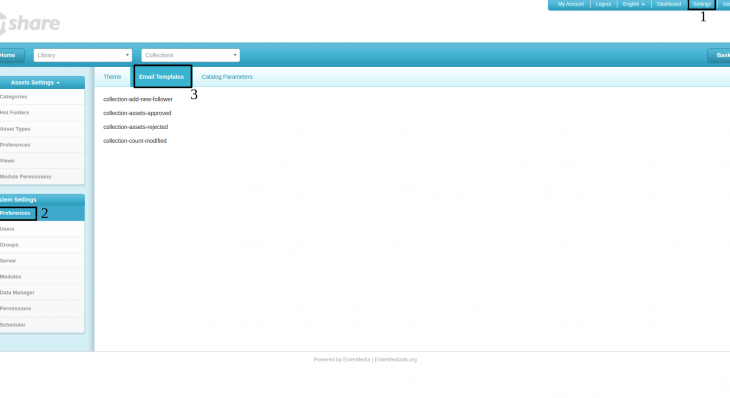 My Account Logout English Dashboard Settings
1
share
Home Library Collections
Theme Email Templates Catalog Parameters
3
collection-add-new-follower
collection-assets-approved
collection-assets-rejected
collection-count-modified
Assets Settings
Categories
Hot Folders
Asset Types
Preferences
Views
Module Permissions
stem Settings
Preferences 2
Users
Groups
Server
Modules
Data Manager
Permissions
Scheduler
Powered by EnterMedia | EnterMediadb.org